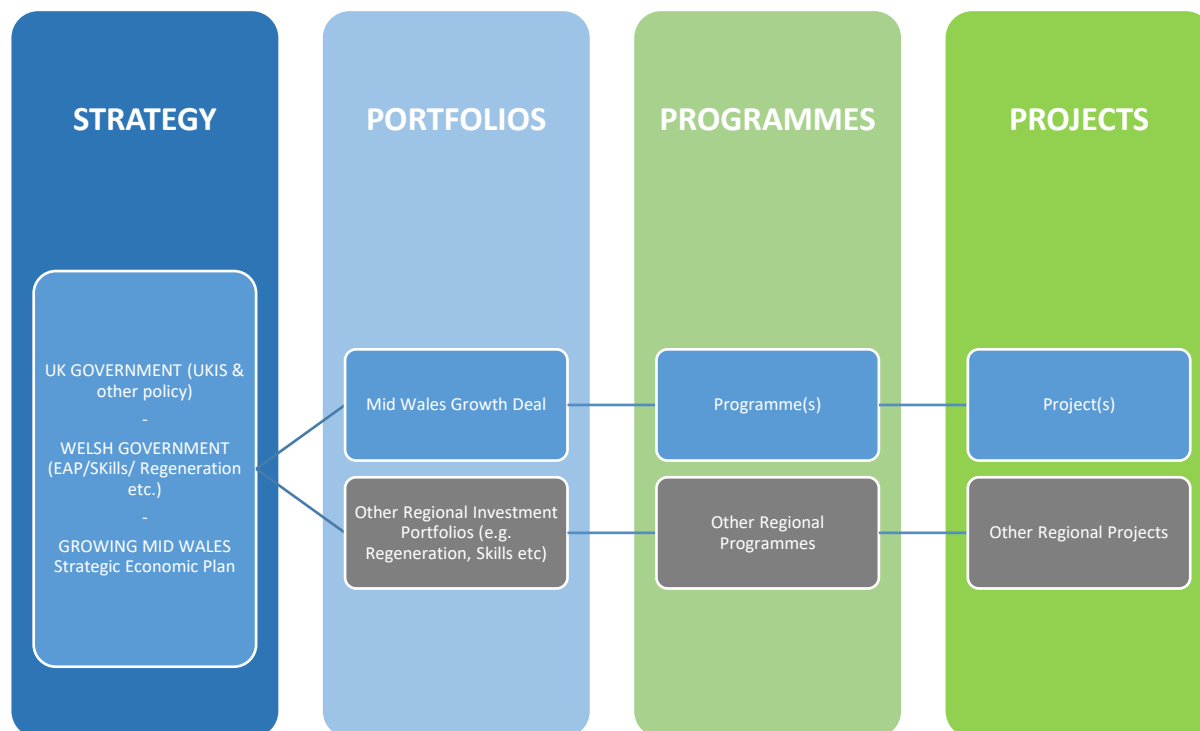 STRATEGY
PORTFOLIOS
PROGRAMMES
PROJECTS
UK GOVERNMENT (UKIS &
other policy)
-
WELSH GOVERNMENT
(EAP/SKills/ Regeneration
etc.)
-
GROWING MID WALES
Strategic Economic Plan
Mid Wales Growth Deal
Programme(s)
Project(s)
Other Regional Investment
Portfolios (e.g.
Regeneration, Skills etc)
Other Regional
Programmes
Other Regional Projects